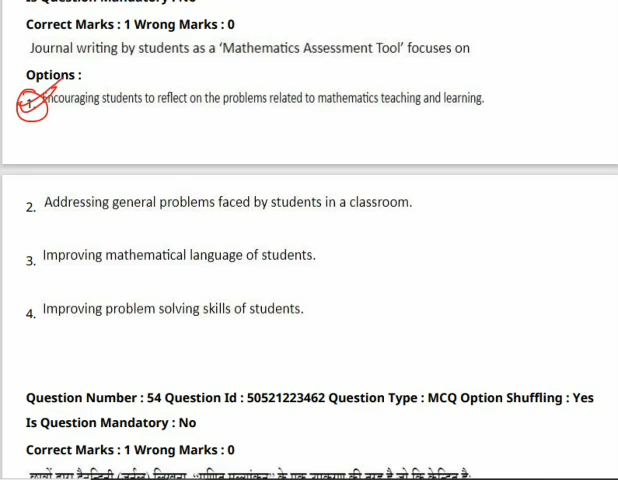 Correct Marks : 1 Wrong Marks : 0
Journal writing by students as a ‘Mathematics Assessment Tool’ focuses on
Options :
1. Encouraging students to reflect on the problems related to mathematics teaching and learning.
2. Addressing general problems faced by students in a classroom.
3. Improving mathematical language of students.
4. Improving problem solving skills of students.
Question Number : 54 Question Id : 50521223462 Question Type : MCQ Option Shuffling : Yes
Is Question Mandatory : No
Correct Marks : 1 Wrong Marks : 0